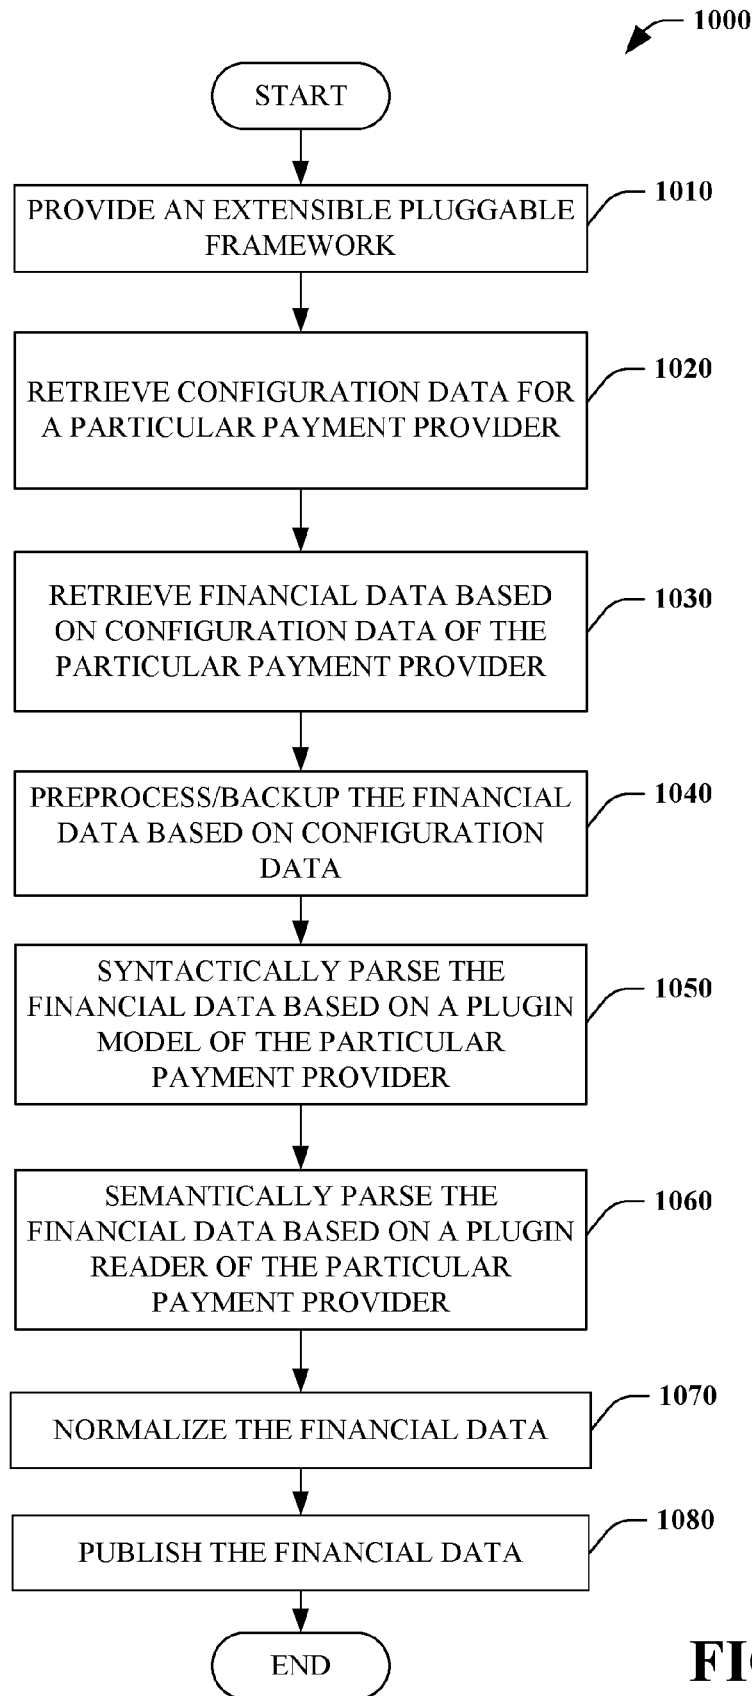 1000
START
1010
PROVIDE AN EXTENSIBLE PLUGGABLE
FRAMEWORK
1020
RETRIEVE CONFIGURATION DATA FOR
A PARTICULAR PAYMENT PROVIDER
1030
RETRIEVE FINANCIAL DATA BASED
ON CONFIGURATION DATA OF THE
PARTICULAR PAYMENT PROVIDER
1040
PREPROCESS/BACKUP THE FINANCIAL
DATA BASED ON CONFIGURATION
DATA
1050
SYNTACTICALLY PARSE THE
FINANCIAL DATA BASED ON A PLUGIN
MODEL OF THE PARTICULAR
PAYMENT PROVIDER
1060
SEMANTICALLY PARSE THE
FINANCIAL DATA BASED ON A PLUGIN
READER OF THE PARTICULAR
PAYMENT PROVIDER
1070
NORMALIZE THE FINANCIAL DATA
1080
PUBLISH THE FINANCIAL DATA
END